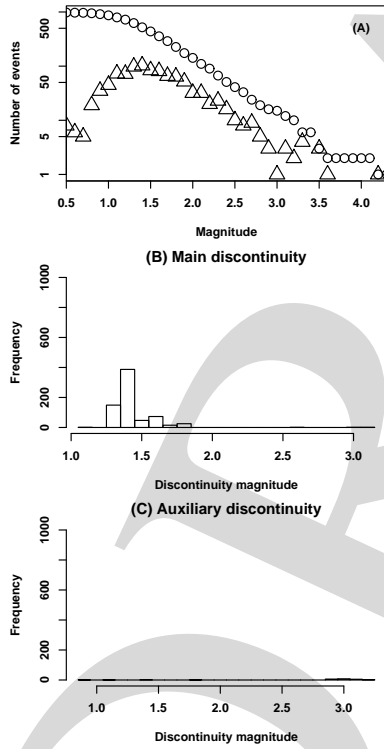 (A)
Number of events
500
50
5
1
0.5 1.0 1.5 2.0 2.5 3.0 3.5 4.0
Magnitude
(B) Main discontinuity
Frequency
1000
600
200
0
1.0 1.5 2.0 2.5 3.0
Discontinuity magnitude
(C) Auxiliary discontinuity
Frequency
1000
600
200
0
1.0 1.5 2.0 2.5 3.0
Discontinuity magnitude